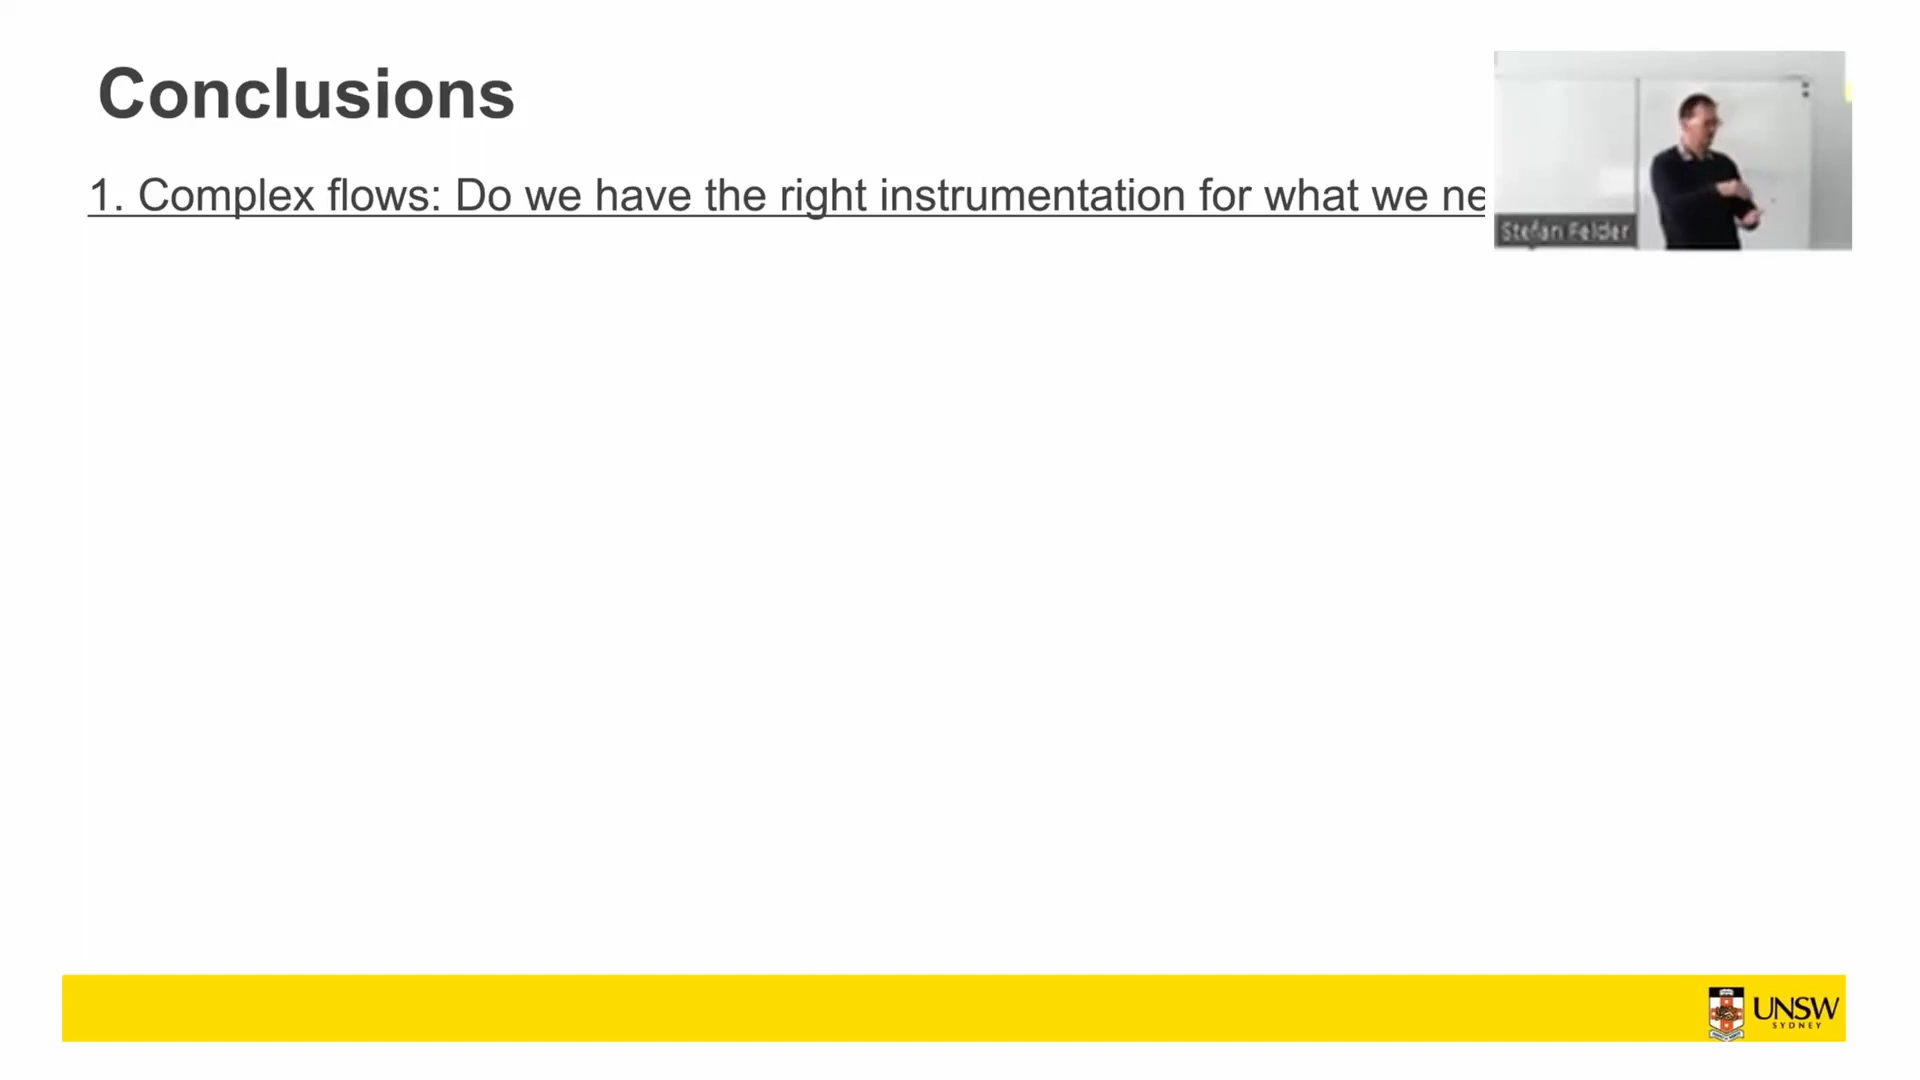 Conclusions
1. Complex flows: Do we have the right instrumentation for what we ne
Stefan Felder
UNSW
SYDNEY